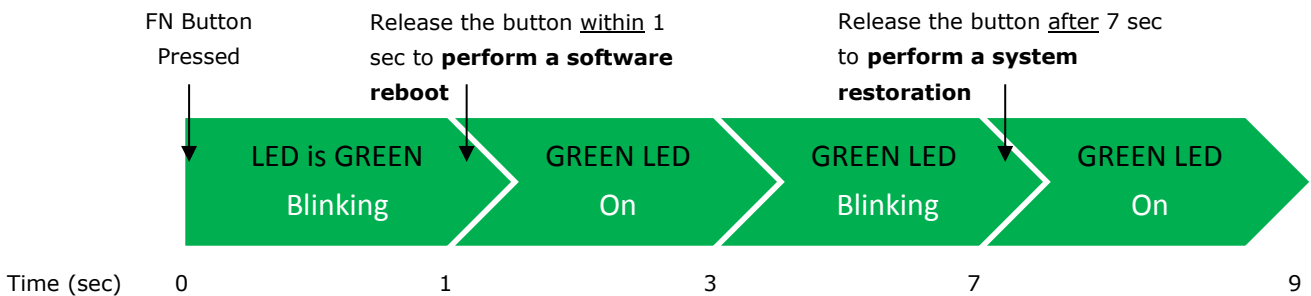 FN Button
Pressed
Release the button within 1
sec to perform a software
reboot
Release the button after 7 sec
to perform a system
restoration
LED is GREEN
Blinking
GREEN LED
On
GREEN LED
Blinking
GREEN LED
On
Time (sec) 0 1 3 7 9